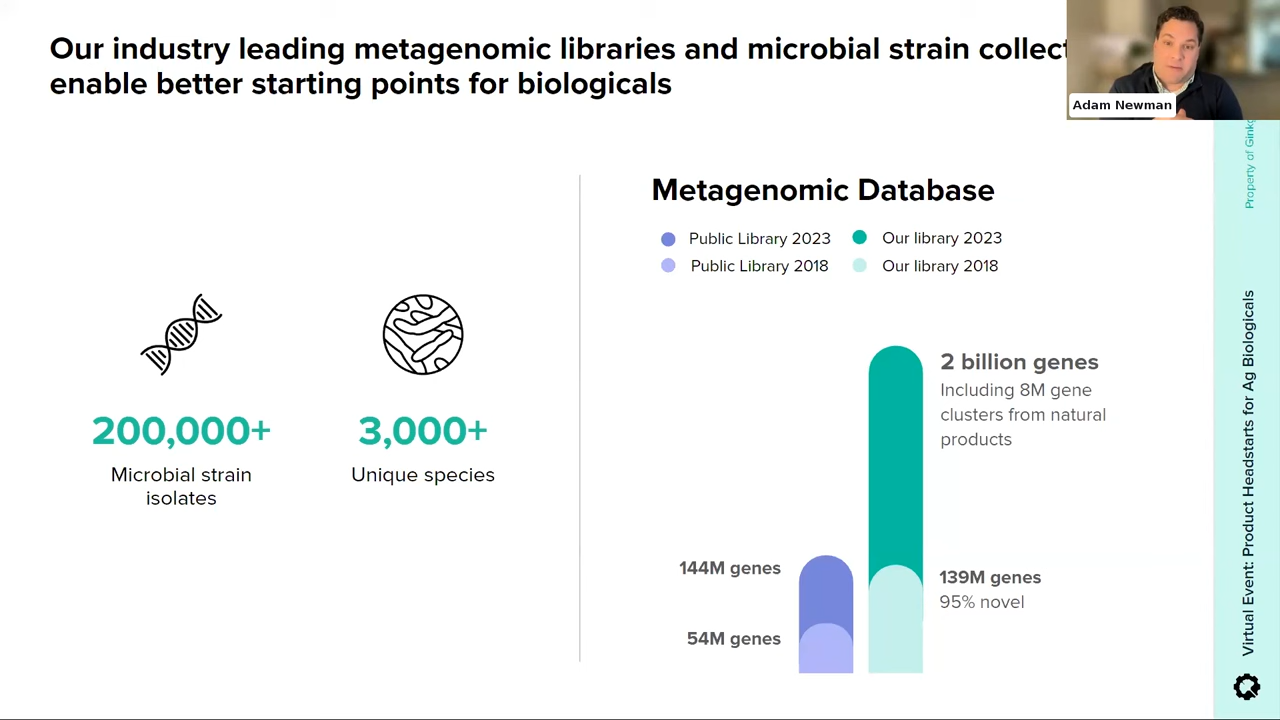 Our industry leading metagenomic libraries and microbial strain
enable better starting points for biologicals
Adam Newman
200,000+
Microbial strain
isolates
3,000+
Unique species
Metagenomic Database
Public Library 2023
Our library 2023
Public Library 2018
Our library 2018
2 billion genes
Including 8M gene
clusters from natural
products
144M genes
139M genes
95% novel
54M genes
Property of
Virtual Event: Product Headstarts for Ag Biologicals